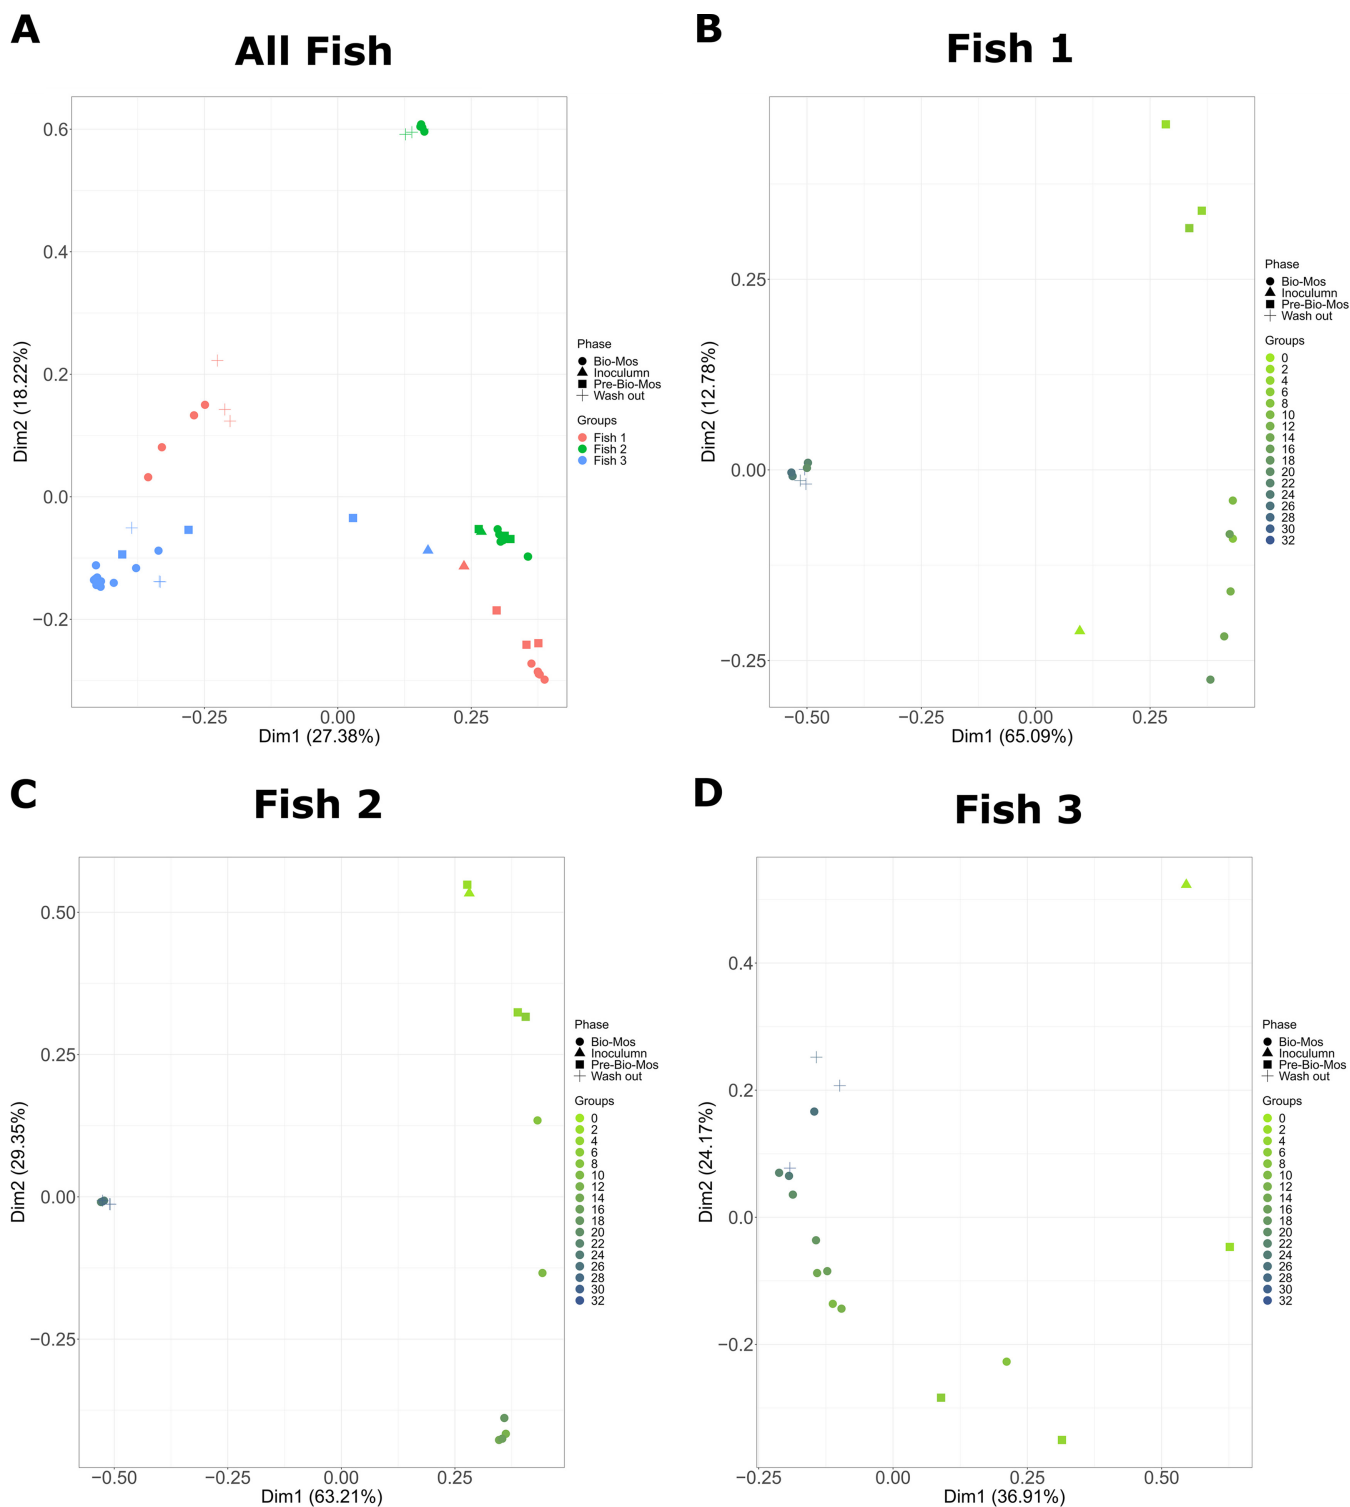 A
All Fish
0.6
0.4
0.2
0.0
−0.2
−0.25
0.00
0.25
Dim1 (27.38%)
Dim2 (18.22%)
Phase
Bio-Mos
Inoculumn
Pre-Bio-Mos
Wash out
Groups
Fish 1
Fish 2
Fish 3
B
Fish 1
0.25
0.00
−0.25
−0.50
−0.25
0.00
0.25
Dim1 (65.09%)
Dim2 (12.78%)
Phase
Bio-Mos
Inoculumn
Pre-Bio-Mos
Wash out
Groups
0
2
4
6
8
10
12
14
16
18
20
22
24
26
28
30
32
C
Fish 2
0.50
0.25
0.00
−0.25
−0.50
−0.25
0.00
0.25
Dim1 (63.21%)
Dim2 (29.35%)
Phase
Bio-Mos
Inoculumn
Pre-Bio-Mos
Wash out
Groups
0
2
4
6
8
10
12
14
16
18
20
22
24
26
28
30
32
D
Fish 3
0.4
0.2
0.0
−0.2
−0.25
0.00
0.25
0.50
Dim1 (36.91%)
Dim2 (24.17%)
Phase
Bio-Mos
Inoculumn
Pre-Bio-Mos
Wash out
Groups
0
2
4
6
8
10
12
14
16
18
20
22
24
26
28
30
32